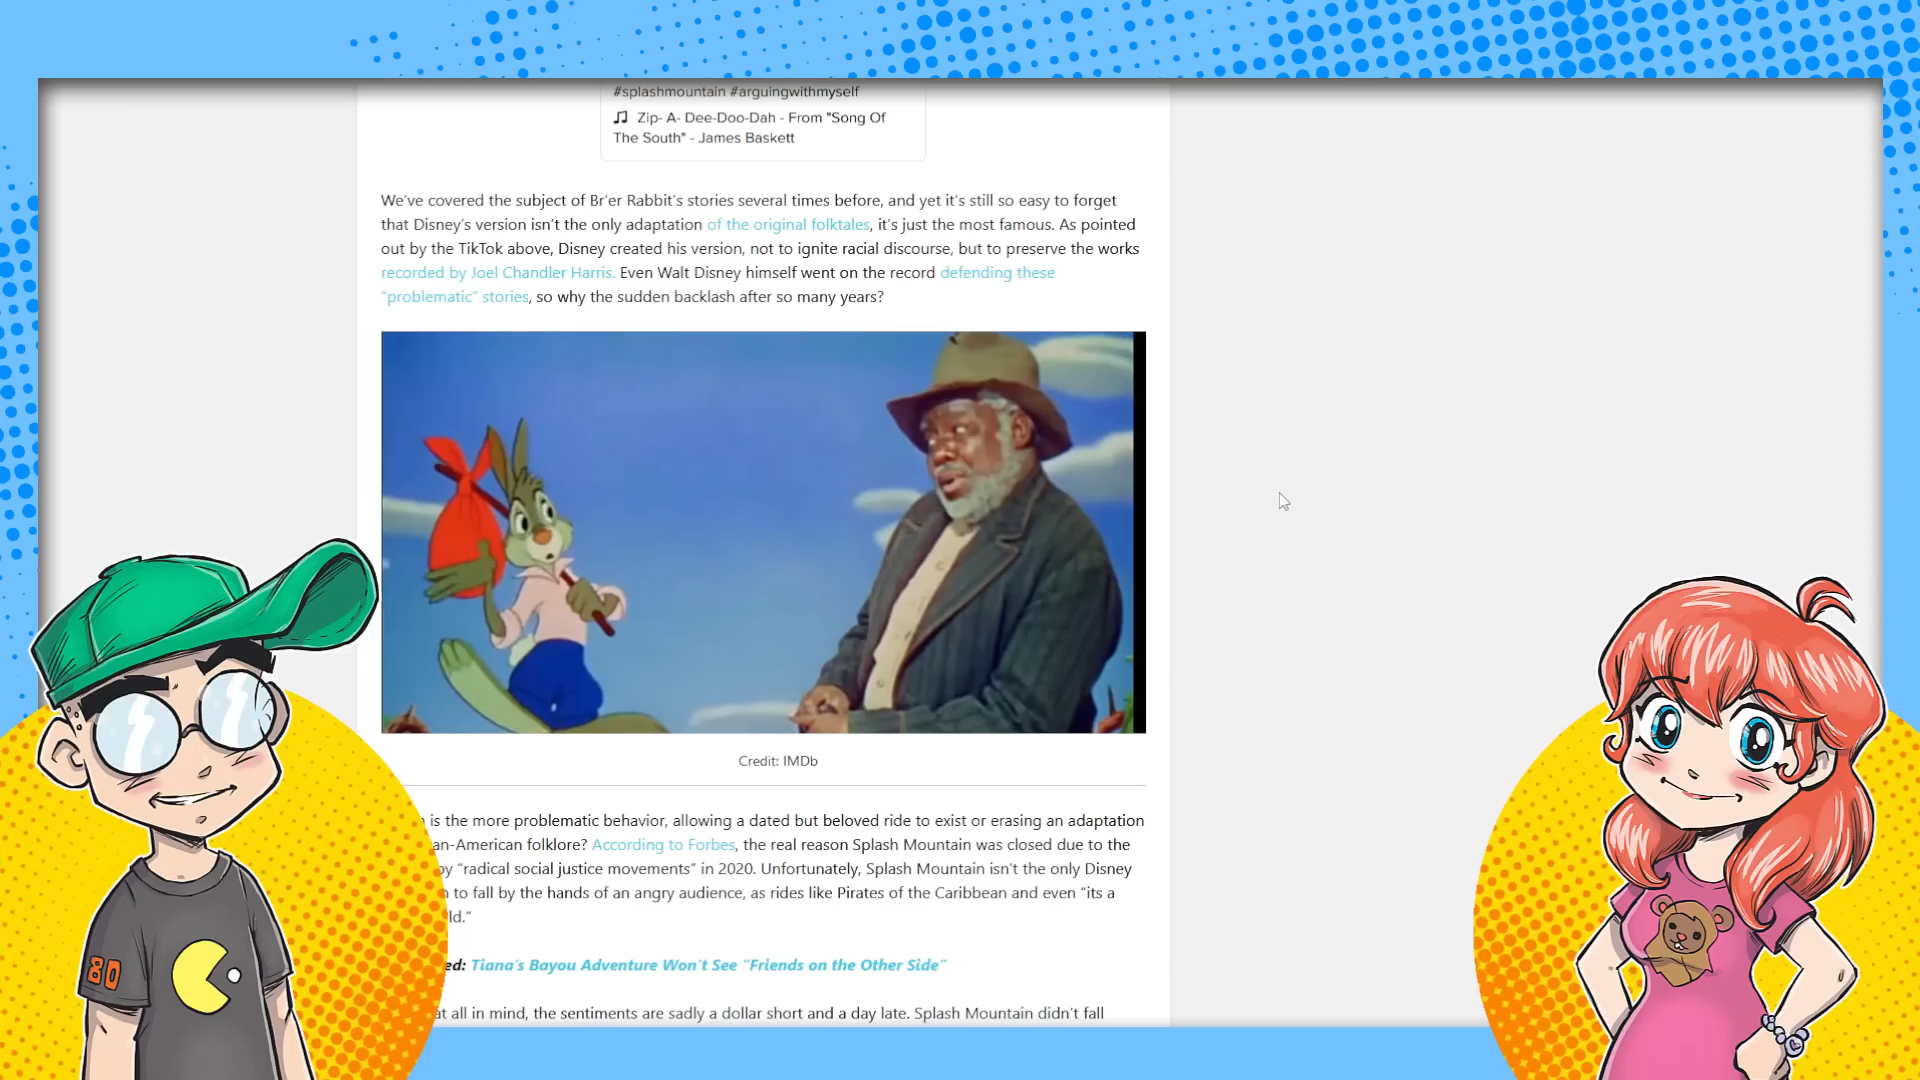 #splashmountain #arguingwithmyself
Zip- A- Dee-Doo-Dah - From "Song Of
The South" - James Baskett
We've covered the subject of Br'er Rabbit's stories several times before, and yet it's still so easy to forget
that Disney's version isn't the only adaptation of the original folktales, it's just the most famous. As pointed
out by the TikTok above, Disney created his version, not to ignite racial discourse, but to preserve the works
recorded by Joel Chandler Harris. Even Walt Disney himself went on the record defending these
"problematic" stories, so why the sudden backlash after so many years?
Credit: IMDb
is the more problematic behavior, allowing a dated but beloved ride to exist or erasing an adaptation
an-American folklore? According to Forbes, the real reason Splash Mountain was closed due to the
by "radical social justice movements" in 2020. Unfortunately, Splash Mountain isn't the only Disney
to fall by the hands of an angry audience, as rides like Pirates of the Caribbean and even "its a
ld."
ed: Tiana's Bayou Adventure Won't See "Friends on the Other Side"
at all in mind, the sentiments are sadly a dollar short and a day late. Splash Mountain didn't fall
80